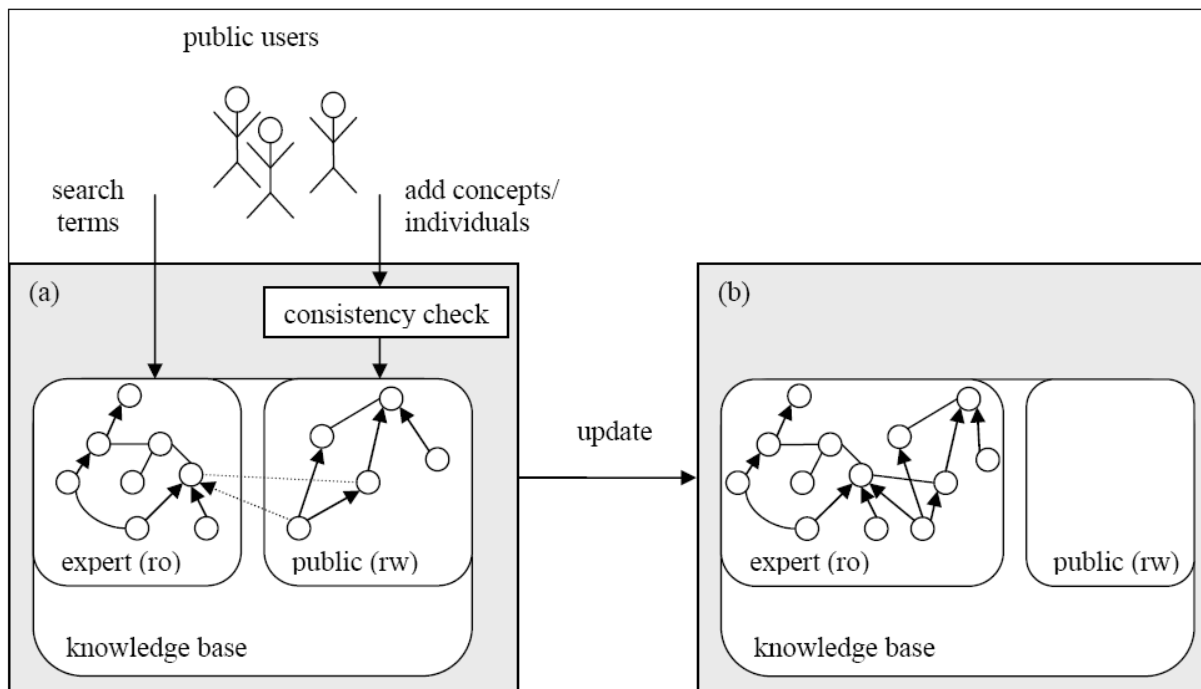 public users
search
terms
add concepts/
individuals
(a)
consistency check
expert (ro)
public (rw)
knowledge base
update
(b)
expert (ro)
public (rw)
knowledge base